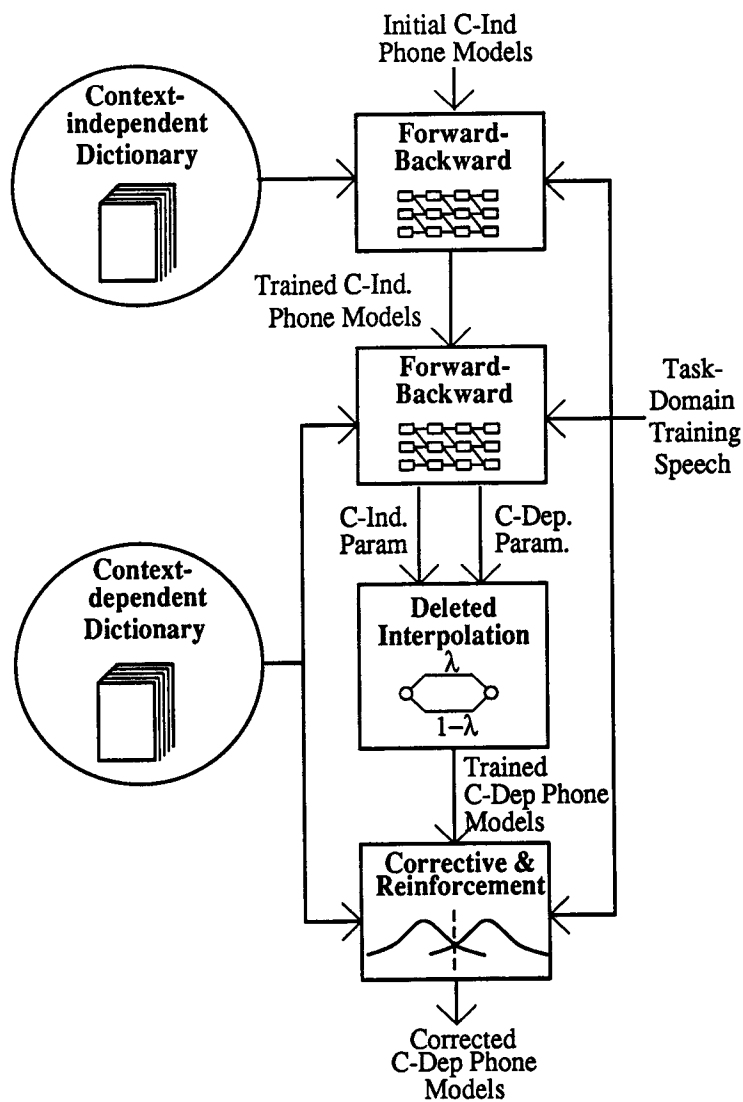 Initial C-Ind
Phone Models
Context-
independent
Dictionary
Forward-
Backward
Trained C-Ind.
Phone Models
Forward-
Backward
Task-
Domain
Training
Speech
C-Ind.
Param
C-Dep.
Param.
Context-
dependent
Dictionary
Deleted
Interpolation
λ
1−λ
Trained
C-Dep Phone
Models
Corrective &
Reinforcement
Corrected
C-Dep Phone
Models